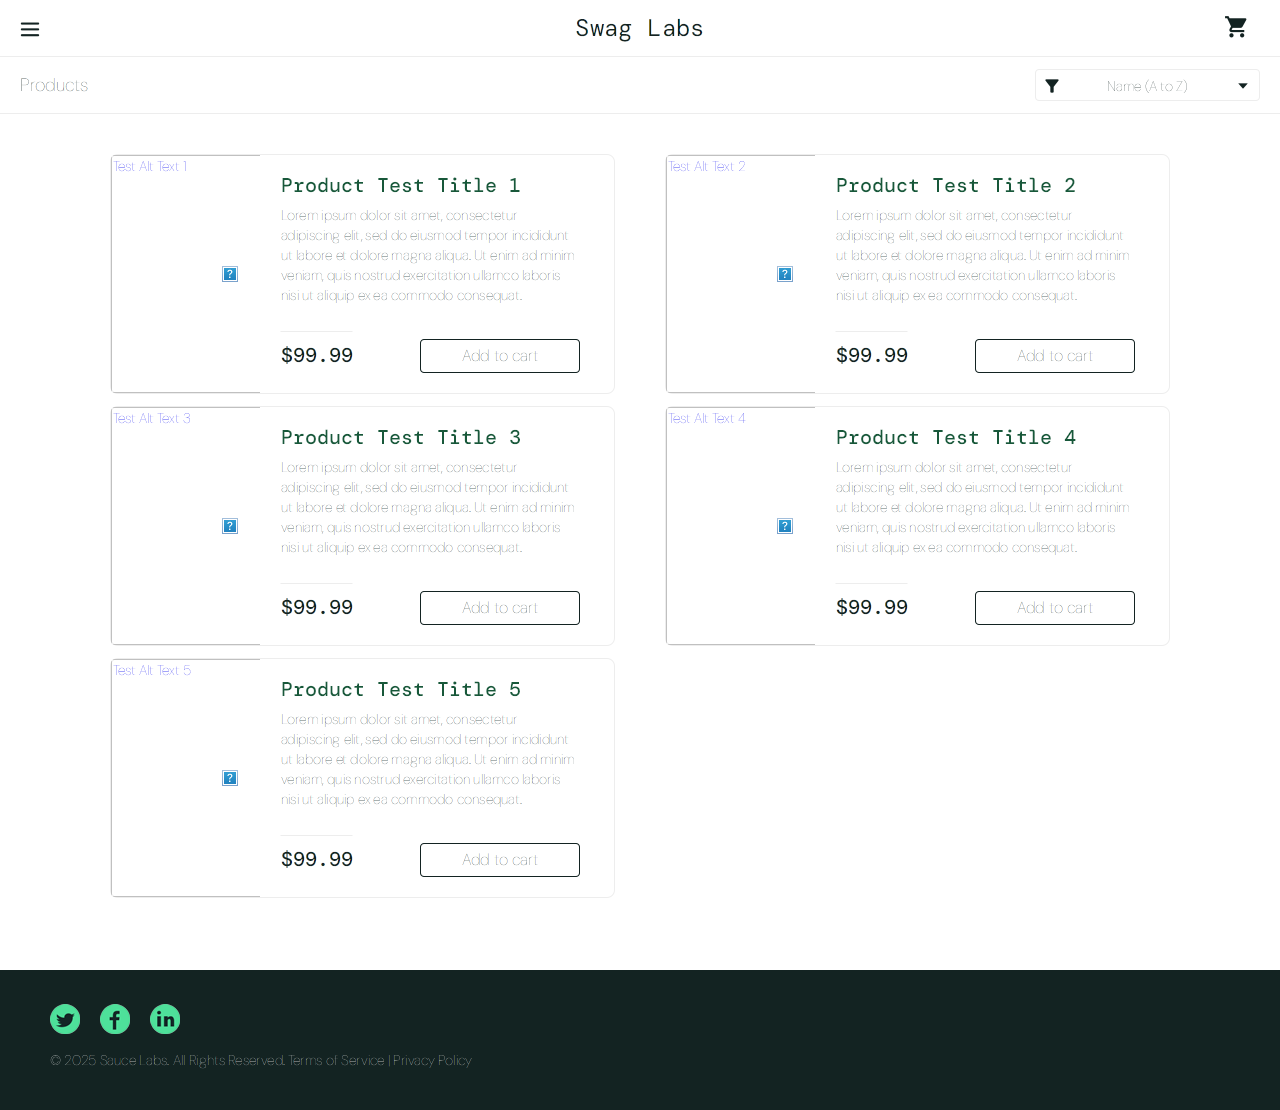 Swag Labs
Products
Name (A to Z)
Test Alt Text 1
Product Test Title 1
Lorem ipsum dolor sit amet, consectetur
adipiscing elit, sed do eiusmod tempor incididunt
ut labore et dolore magna aliqua. Ut enim ad minim
veniam, quis nostrud exercitation ullamco laboris
nisi ut aliquip ex ea commodo consequat.
$99.99
Add to cart
Test Alt Text 2
Product Test Title 2
Lorem ipsum dolor sit amet, consectetur
adipiscing elit, sed do eiusmod tempor incididunt
ut labore et dolore magna aliqua. Ut enim ad minim
veniam, quis nostrud exercitation ullamco laboris
nisi ut aliquip ex ea commodo consequat.
$99.99
Add to cart
Test Alt Text 3
Product Test Title 3
Lorem ipsum dolor sit amet, consectetur
adipiscing elit, sed do eiusmod tempor incididunt
ut labore et dolore magna aliqua. Ut enim ad minim
veniam, quis nostrud exercitation ullamco laboris
nisi ut aliquip ex ea commodo consequat.
$99.99
Add to cart
Test Alt Text 4
Product Test Title 4
Lorem ipsum dolor sit amet, consectetur
adipiscing elit, sed do eiusmod tempor incididunt
ut labore et dolore magna aliqua. Ut enim ad minim
veniam, quis nostrud exercitation ullamco laboris
nisi ut aliquip ex ea commodo consequat.
$99.99
Add to cart
Test Alt Text 5
Product Test Title 5
Lorem ipsum dolor sit amet, consectetur
adipiscing elit, sed do eiusmod tempor incididunt
ut labore et dolore magna aliqua. Ut enim ad minim
veniam, quis nostrud exercitation ullamco laboris
nisi ut aliquip ex ea commodo consequat.
$99.99
Add to cart
© 2025 Sauce Labs. All Rights Reserved. Terms of Service | Privacy Policy